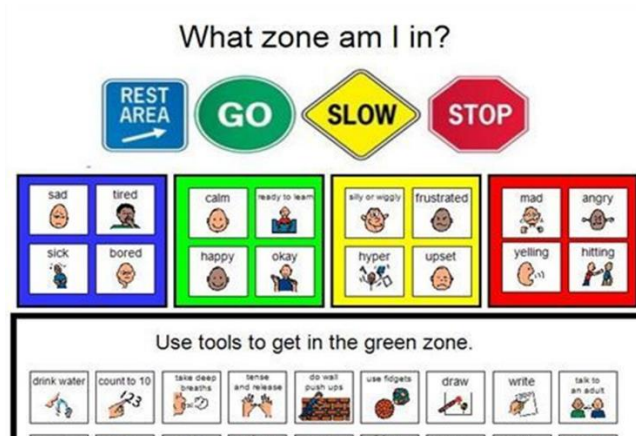 What zone am I in?
REST
AREA
GO
SLOW
STOP
sad
tired
sick
bored
calm
ready to learn
happy
okay
silly or wiggly
frustrated
hyper
upset
mad
angry
yelling
hitting
Use tools to get in the green zone.
drink water
count to 10
123
take deep
breaths
tense
and release
do wall
push ups
use fidgets
draw
write
talk to
an adult